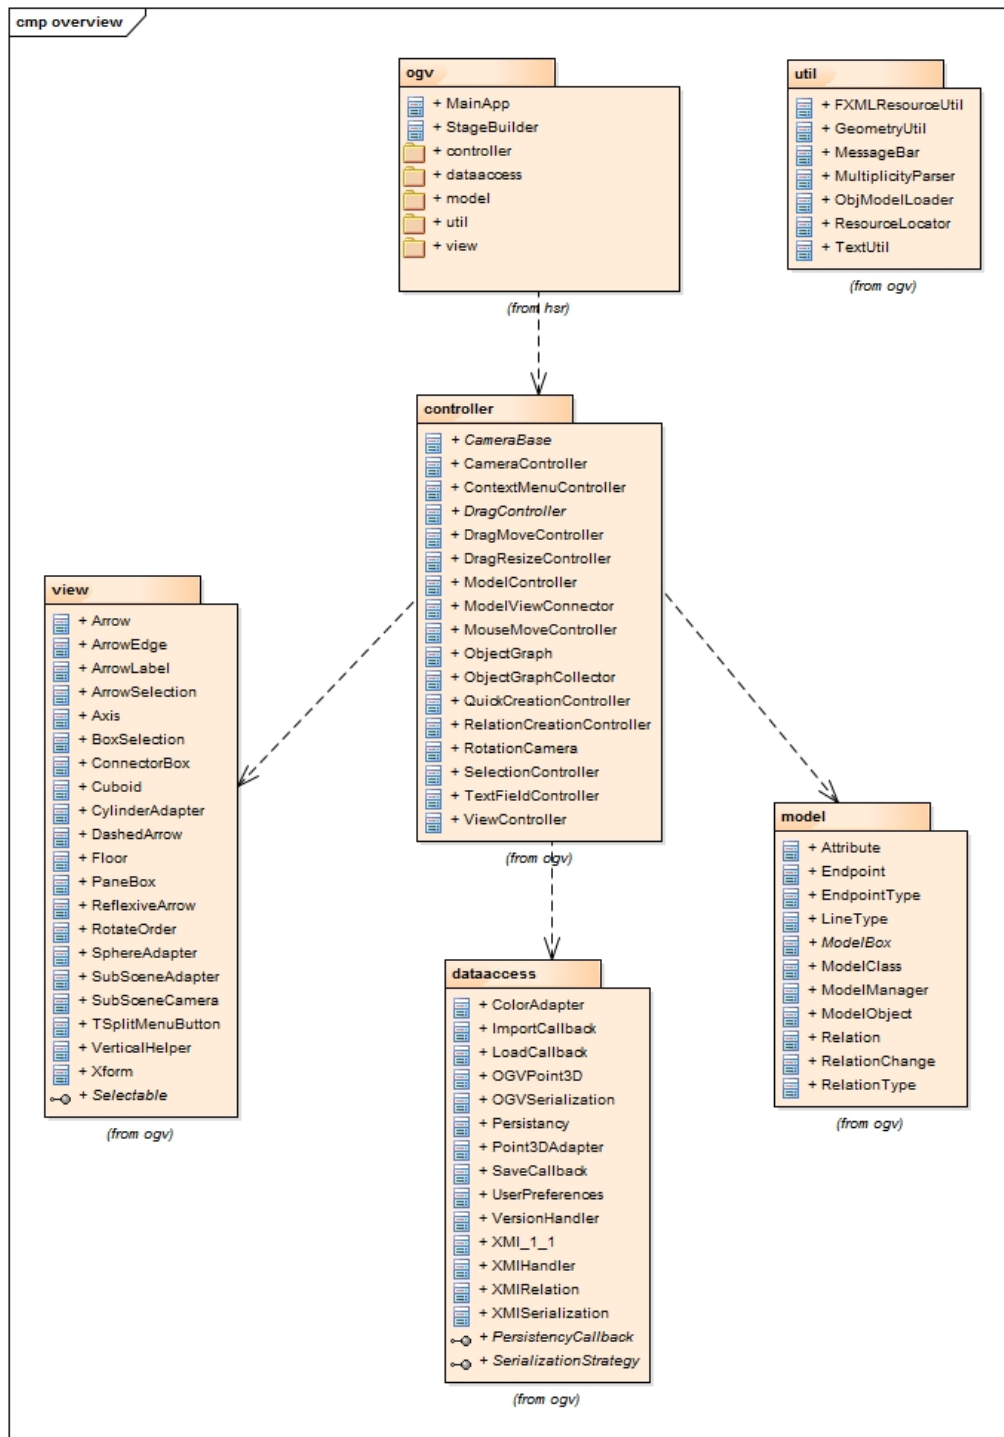 cmp overview
ogv
+ MainApp
+ StageBuilder
+ controller
+ dataaccess
+ model
+ util
+ view
(from hsr)
util
+ FXMLResourceUtil
+ GeometryUtil
+ MessageBar
+ MultiplicityParser
+ ObjModelLoader
+ ResourceLocator
+ TextUtil
(from ogv)
controller
+ CameraBase
+ CameraController
+ ContextMenuController
+ DragController
+ DragMoveController
+ DragResizeController
+ ModelController
+ ModelViewConnector
+ MouseMoveController
+ ObjectGraph
+ ObjectGraphCollector
+ QuickCreationController
+ RelationCreationController
+ RotationCamera
+ SelectionController
+ TextFieldController
+ ViewController
(from ogv)
view
+ Arrow
+ ArrowEdge
+ ArrowLabel
+ ArrowSelection
+ Axis
+ BoxSelection
+ ConnectorBox
+ Cuboid
+ CylinderAdapter
+ DashedArrow
+ Floor
+ PaneBox
+ ReflexiveArrow
+ RotateOrder
+ SphereAdapter
+ SubSceneAdapter
+ SubSceneCamera
+ TSplitMenuButton
+ VerticalHelper
+ Xform
+ Selectable
(from ogv)
model
+ Attribute
+ Endpoint
+ EndpointType
+ LineType
+ ModelBox
+ ModelClass
+ ModelManager
+ ModelObject
+ Relation
+ RelationChange
+ RelationType
(from ogv)
dataaccess
+ ColorAdapter
+ ImportCallback
+ LoadCallback
+ OGVPoint3D
+ OGVSerialization
+ Persistancy
+ Point3DAdapter
+ SaveCallback
+ UserPreferences
+ VersionHandler
+ XMI_1_1
+ XMIHandler
+ XMIRelation
+ XMISerialization
+ PersistencyCallback
+ SerializationStrategy
(from ogv)